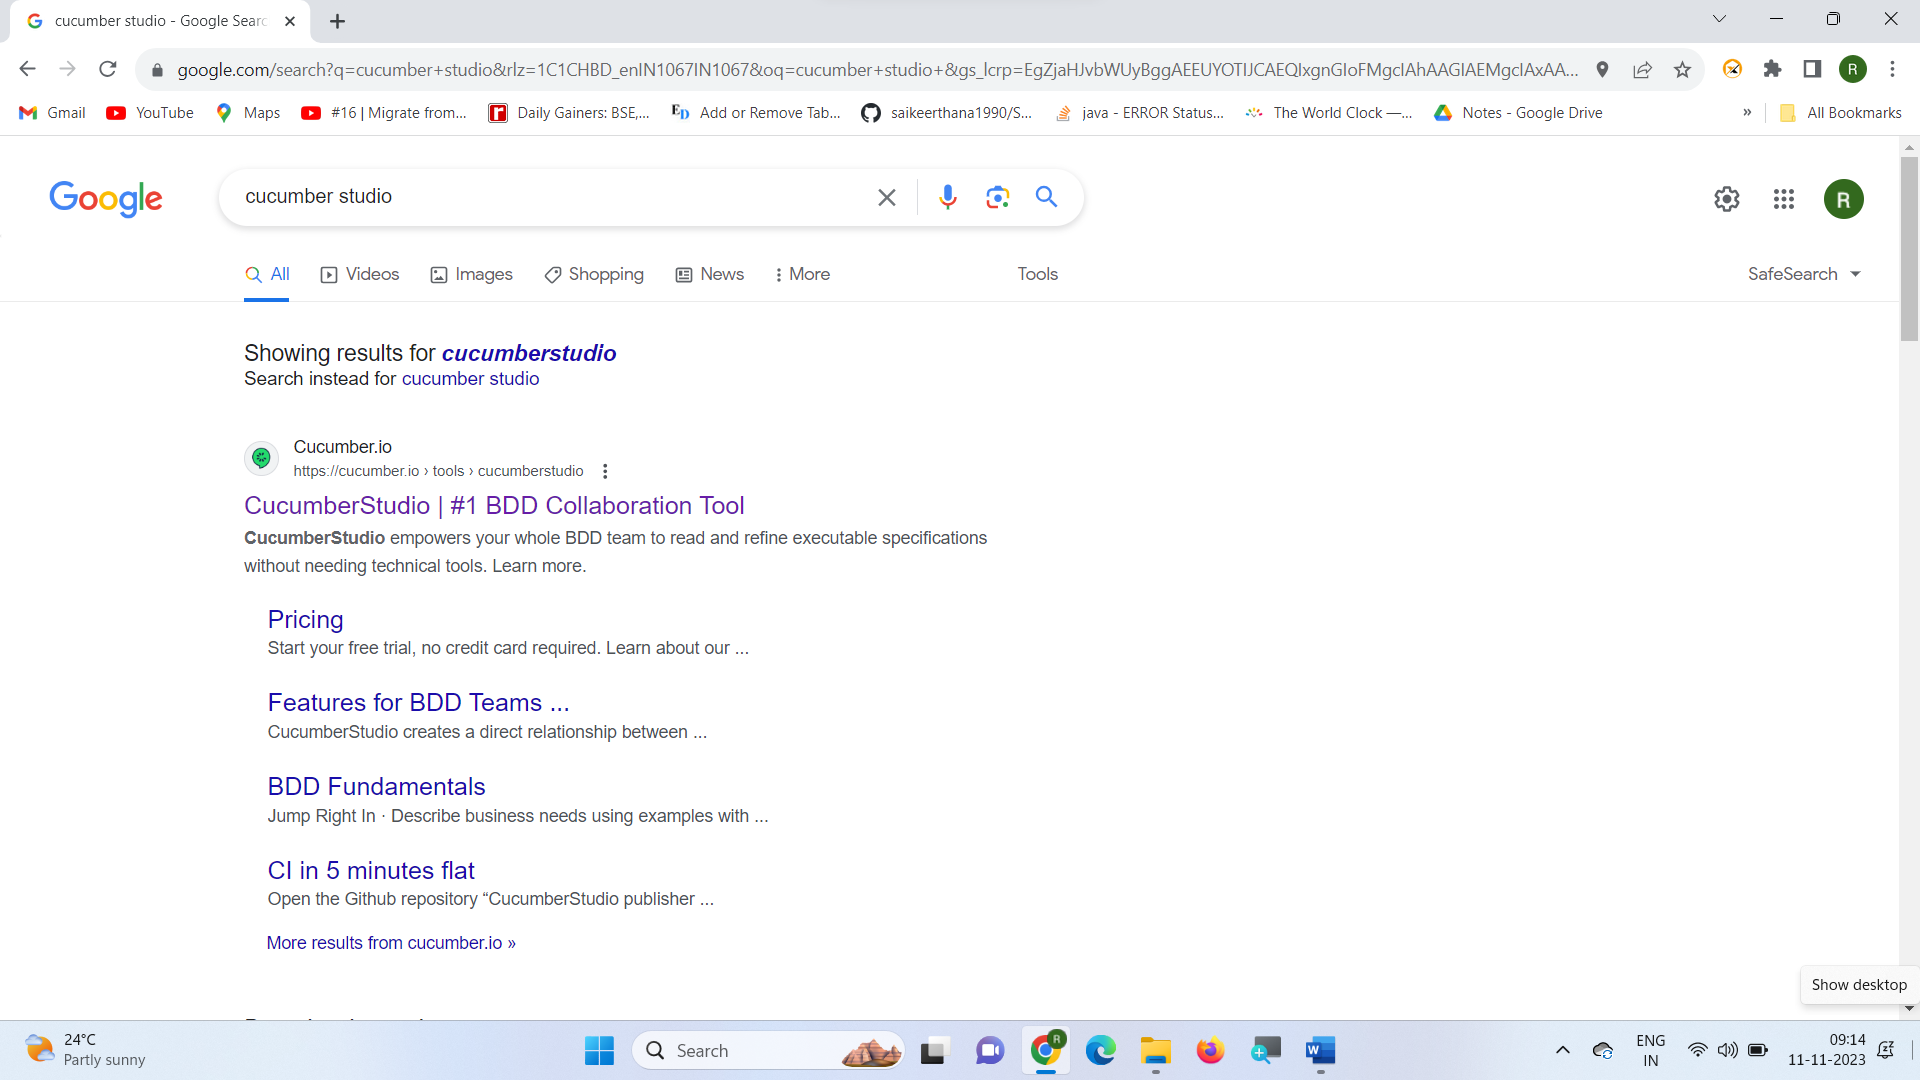 cucumber studio - Google Searc
google.com/search?q=cucumber+studio&rlz=1C1CHBD_enIN1067IN1067&oq=cucumber+studio+&gs_lcrp=EgZjaHJvbWUyBggAEEUYOTIJCAEQIxgnGIoFMgcIAhAAGIAEMgcIAxAA...
R
Gmail YouTube Maps #16 | Migrate from... Daily Gainers: BSE,... Add or Remove Tab... saikeerthana1990/S... java - ERROR Status... The World Clock —... Notes - Google Drive » All Bookmarks
Google cucumber studio R
All Videos Images Shopping News More Tools SafeSearch
Showing results for cucumberstudio
Search instead for cucumber studio
Cucumber.io
https://cucumber.io › tools › cucumberstudio
CucumberStudio | #1 BDD Collaboration Tool
CucumberStudio empowers your whole BDD team to read and refine executable specifications
without needing technical tools. Learn more.
Pricing
Start your free trial, no credit card required. Learn about our ...
Features for BDD Teams ...
CucumberStudio creates a direct relationship between ...
BDD Fundamentals
Jump Right In · Describe business needs using examples with ...
CI in 5 minutes flat
Open the Github repository “CucumberStudio publisher ...
More results from cucumber.io »
Show desktop
24°C
Partly sunny
Search
R
ENG
IN
09:14
11-11-2023